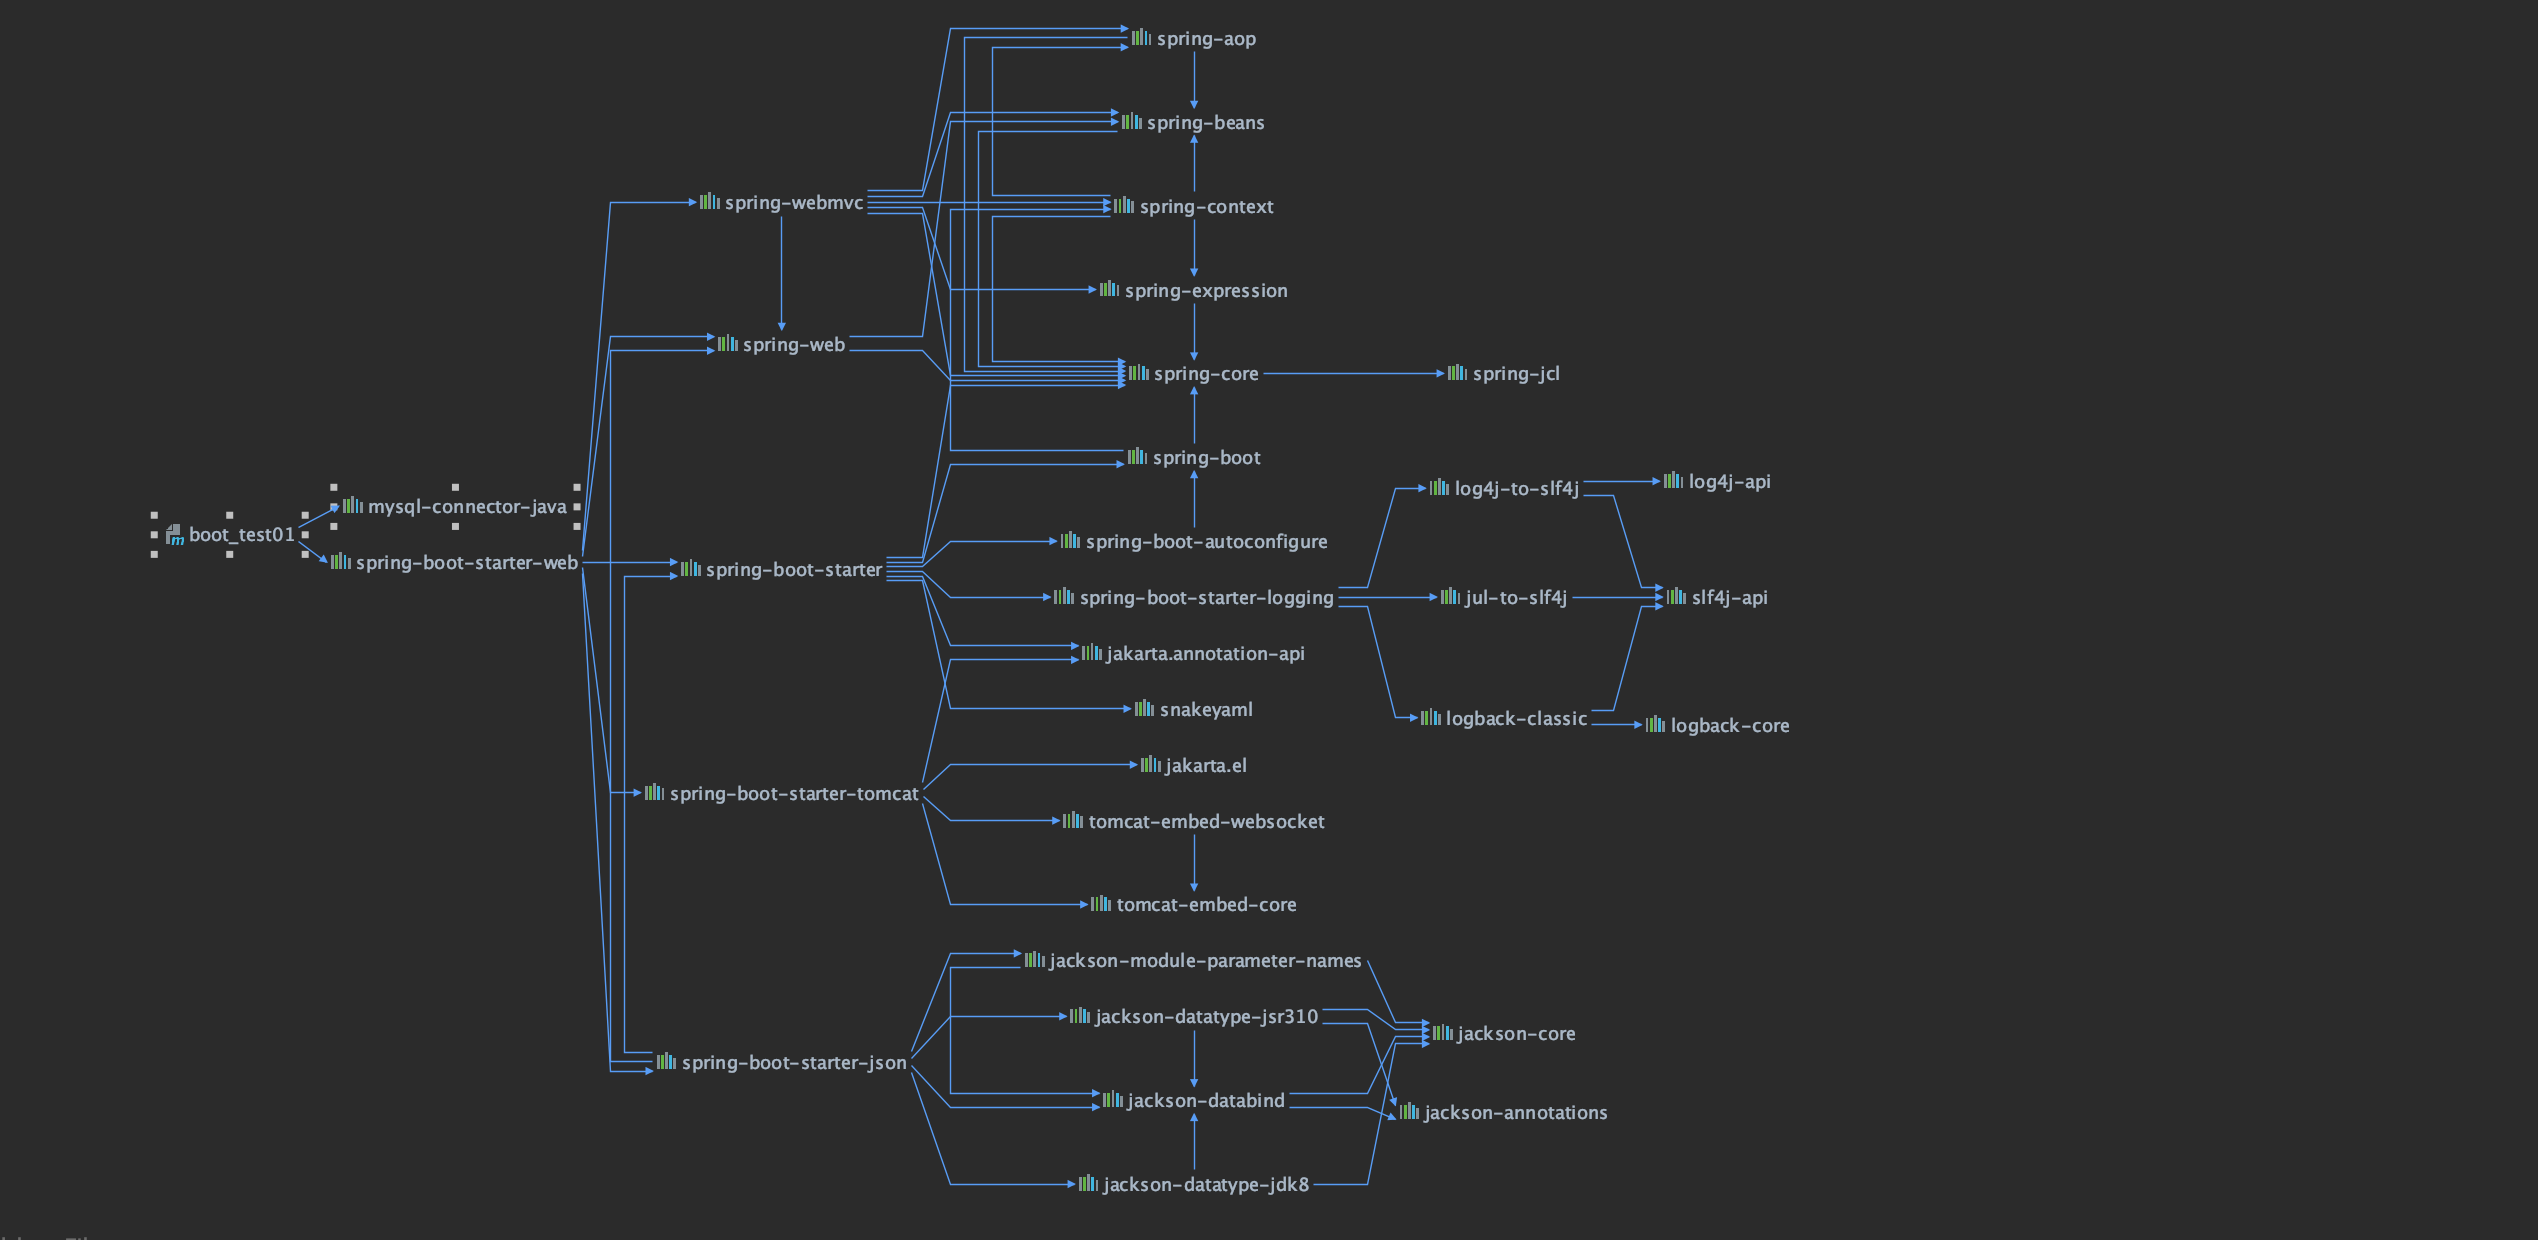 spring-aop
spring-beans
spring-webmvc
spring-context
spring-expression
spring-web
spring-core
spring-jcl
spring-boot
log4j-to-slf4j
log4j-api
mysql-connector-java
boot_test01
spring-boot-autoconfigure
spring-boot-starter-web
spring-boot-starter
spring-boot-starter-logging
jul-to-slf4j
slf4j-api
jakarta.annotation-api
snakeyaml
logback-classic
logback-core
jakarta.el
spring-boot-starter-tomcat
tomcat-embed-websocket
tomcat-embed-core
jackson-module-parameter-names
jackson-datatype-jsr310
jackson-core
spring-boot-starter-json
jackson-databind
jackson-annotations
jackson-datatype-jdk8